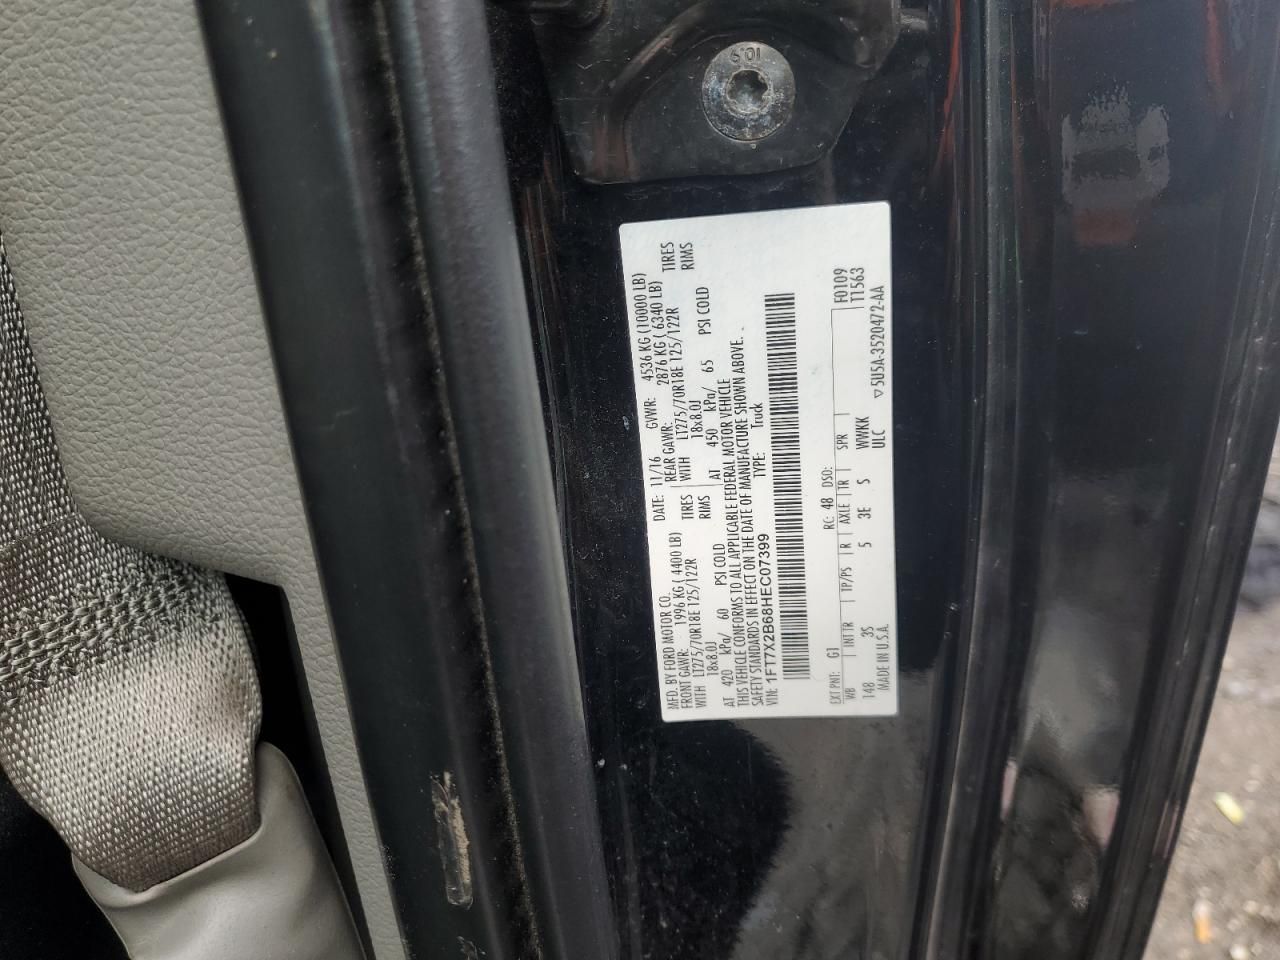 10.9
MFD. BY FORD MOTOR CO. DATE: 11/16 GVWR: 4536 KG (10000 LB)
FRONT GAWR: 1996 KG ( 4400 LB) REAR GAWR: 2876 KG ( 6340 LB)
WITH LT275/70R18E 125/122R TIRES WITH LT275/70R18E 125/122R TIRES
18x8.0J RIMS 18x8.0J RIMS
AT 420 kPa/ 60 PSI COLD AT 450 kPa/ 65 PSI COLD
THIS VEHICLE CONFORMS TO ALL APPLICABLE FEDERAL MOTOR VEHICLE
SAFETY STANDARDS IN EFFECT ON THE DATE OF MANUFACTURE SHOWN ABOVE.
VIN: 1FT7X2B68HEC07399 TYPE: Truck
EXT PNT: G1 RC: 48 DSO: F0109
WB INT TR TP/PS R AXLE TR SPR T1563
148 3S 5 3E S WWKK
MADE IN U.S.A. ULC ▽5U5A-3520472-AA